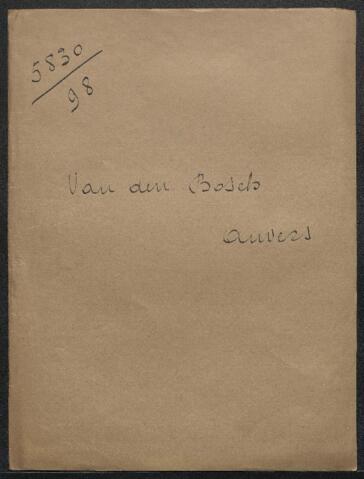 5830
98
Van den Bosch
Anvers